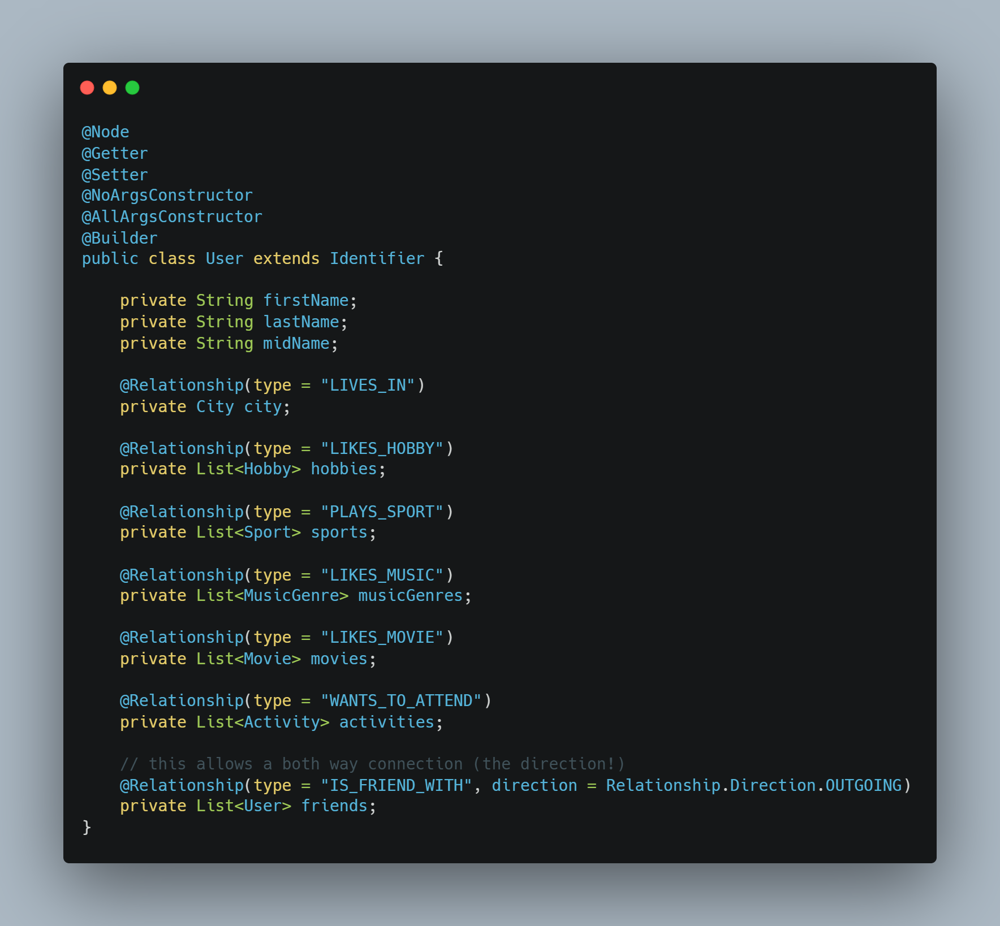 @Node
@Getter
@Setter
@NoArgsConstructor
@AllArgsConstructor
@Builder
public class User extends Identifier {
    private String firstName;
    private String lastName;
    private String midName;
    @Relationship(type = "LIVES_IN")
    private City city;
    @Relationship(type = "LIKES_HOBBY")
    private List<Hobby> hobbies;
    @Relationship(type = "PLAYS_SPORT")
    private List<Sport> sports;
    @Relationship(type = "LIKES_MUSIC")
    private List<MusicGenre> musicGenres;
    @Relationship(type = "LIKES_MOVIE")
    private List<Movie> movies;
    @Relationship(type = "WANTS_TO_ATTEND")
    private List<Activity> activities;
    // this allows a both way connection (the direction!)
    @Relationship(type = "IS_FRIEND_WITH", direction = Relationship.Direction.OUTGOING)
    private List<User> friends;
}